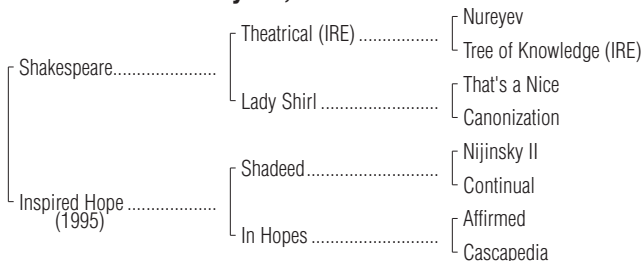 Nureyev
Theatrical (IRE)
Tree of Knowledge (IRE)
Shakespeare
That's a Nice
Lady Shirl
Canonization
Nijinsky II
Shadeed
Continual
Inspired Hope
(1995)
Affirmed
In Hopes
Cascapedia